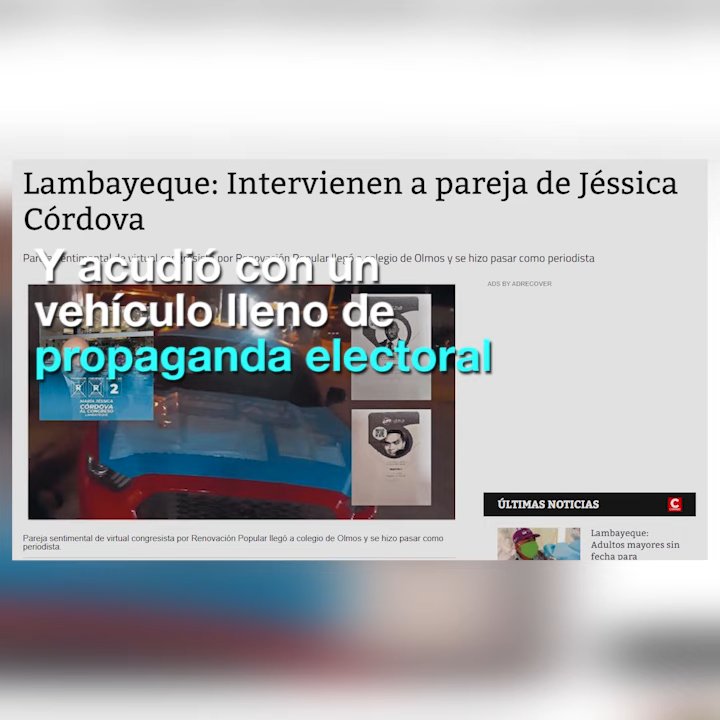 Lambayeque: Intervienen a pareja de Jéssica
Córdova
Pareja sentimental de virtual congresista por Renovación Popular llegó a colegio de Olmos y se hizo pasar como periodista
Y acudió con un
vehículo lleno de
propaganda electoral
ADS BY ADRECOVER
2
MARÍA JÉSSICA
CÓRDOVA
AL CONGRESO
ÚLTIMAS NOTICIAS
C
Lambayeque:
Adultos mayores sin
fecha para
Pareja sentimental de virtual congresista por Renovación Popular llegó a colegio de Olmos y se hizo pasar como
periodista.